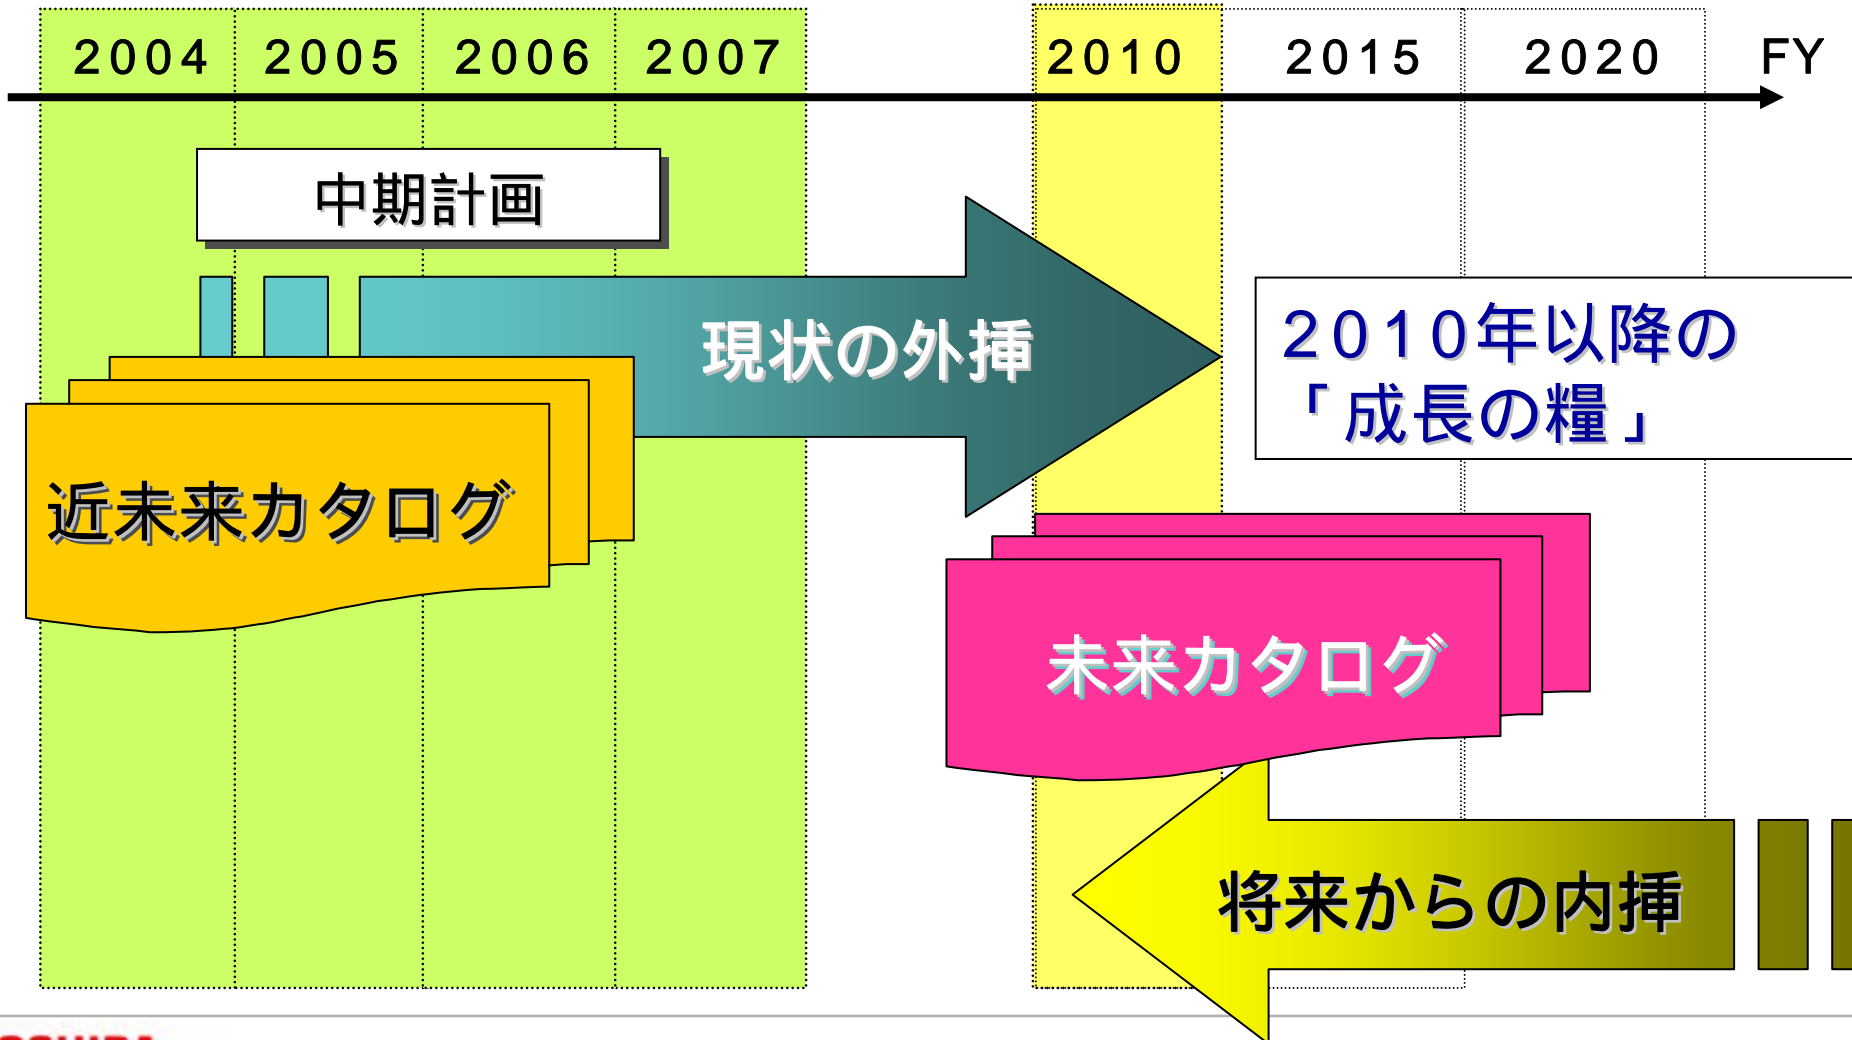 2004 2005 2006 2007 2010 2015 2020 FY
中期計画
現状の外挿
2010年以降の
「成長の糧」
近未来カタログ
未来カタログ
将来からの内挿